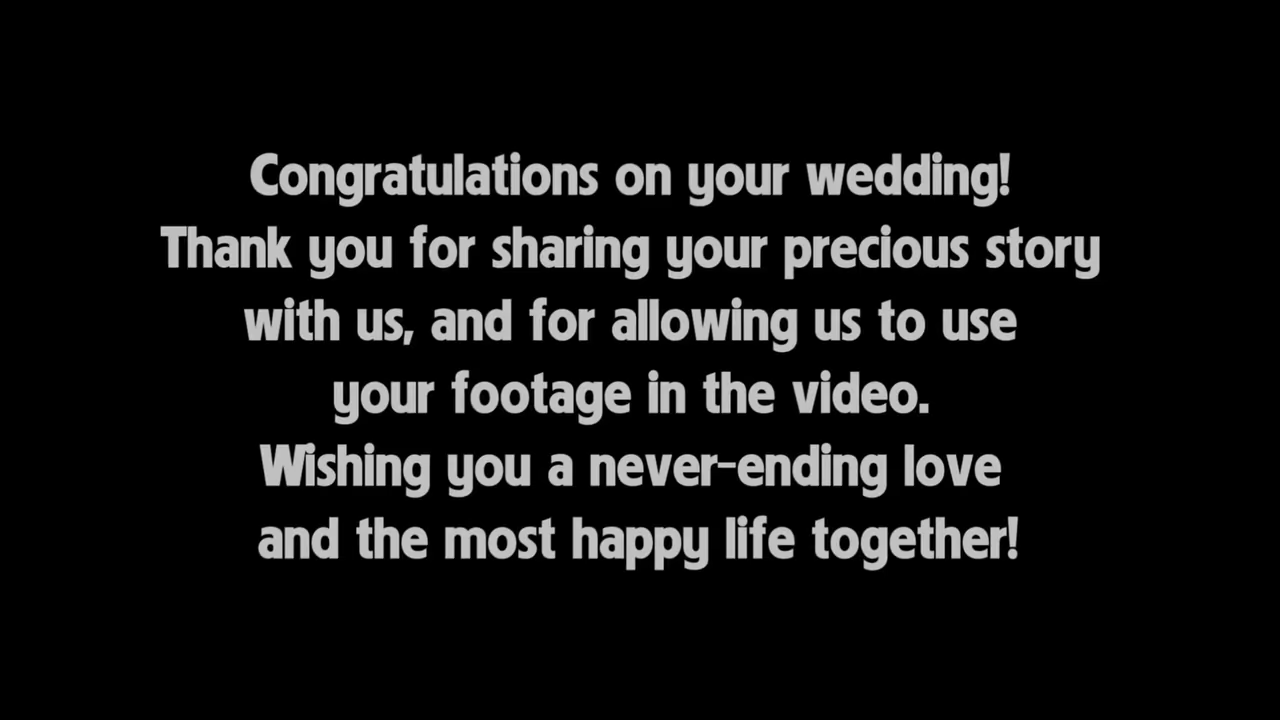 Congratulations on your wedding!
Thank you for sharing your precious story
with us, and for allowing us to use
your footage in the video.
Wishing you a never-ending love
and the most happy life together!